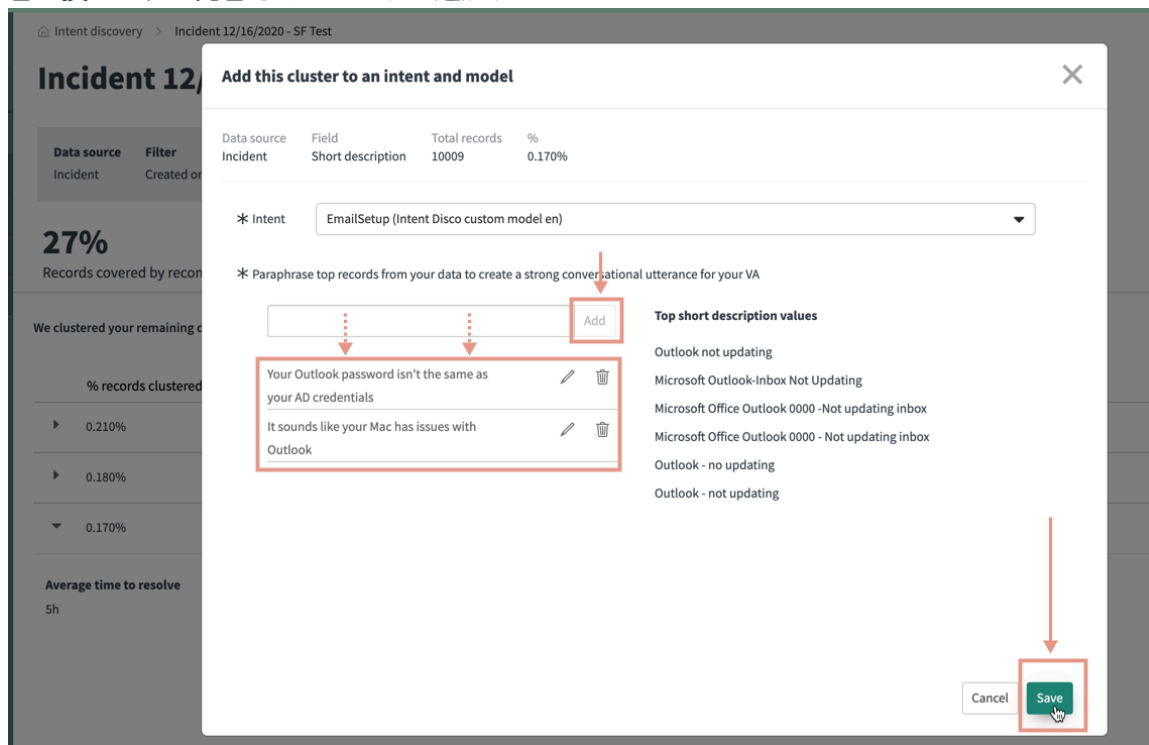 Intent discovery > Incident 12/16/2020 - SF Test
Incident 12/
Data source Filter
Incident Created on
27%
Records covered by recon
We clustered your remaining c
% records clustered
0.210%
0.180%
0.170%
Average time to resolve
5h
Add this cluster to an intent and model
Data source Field Total records %
Incident Short description 10009 0.170%
* Intent EmailSetup (Intent Disco custom model en)
* Paraphrase top records from your data to create a strong conversational utterance for your VA
Add
Your Outlook password isn't the same as
your AD credentials
It sounds like your Mac has issues with
Outlook
Top short description values
Outlook not updating
Microsoft Outlook-Inbox Not Updating
Microsoft Office Outlook 0000 -Not updating inbox
Microsoft Office Outlook 0000 - Not updating inbox
Outlook - no updating
Outlook - not updating
Cancel Save